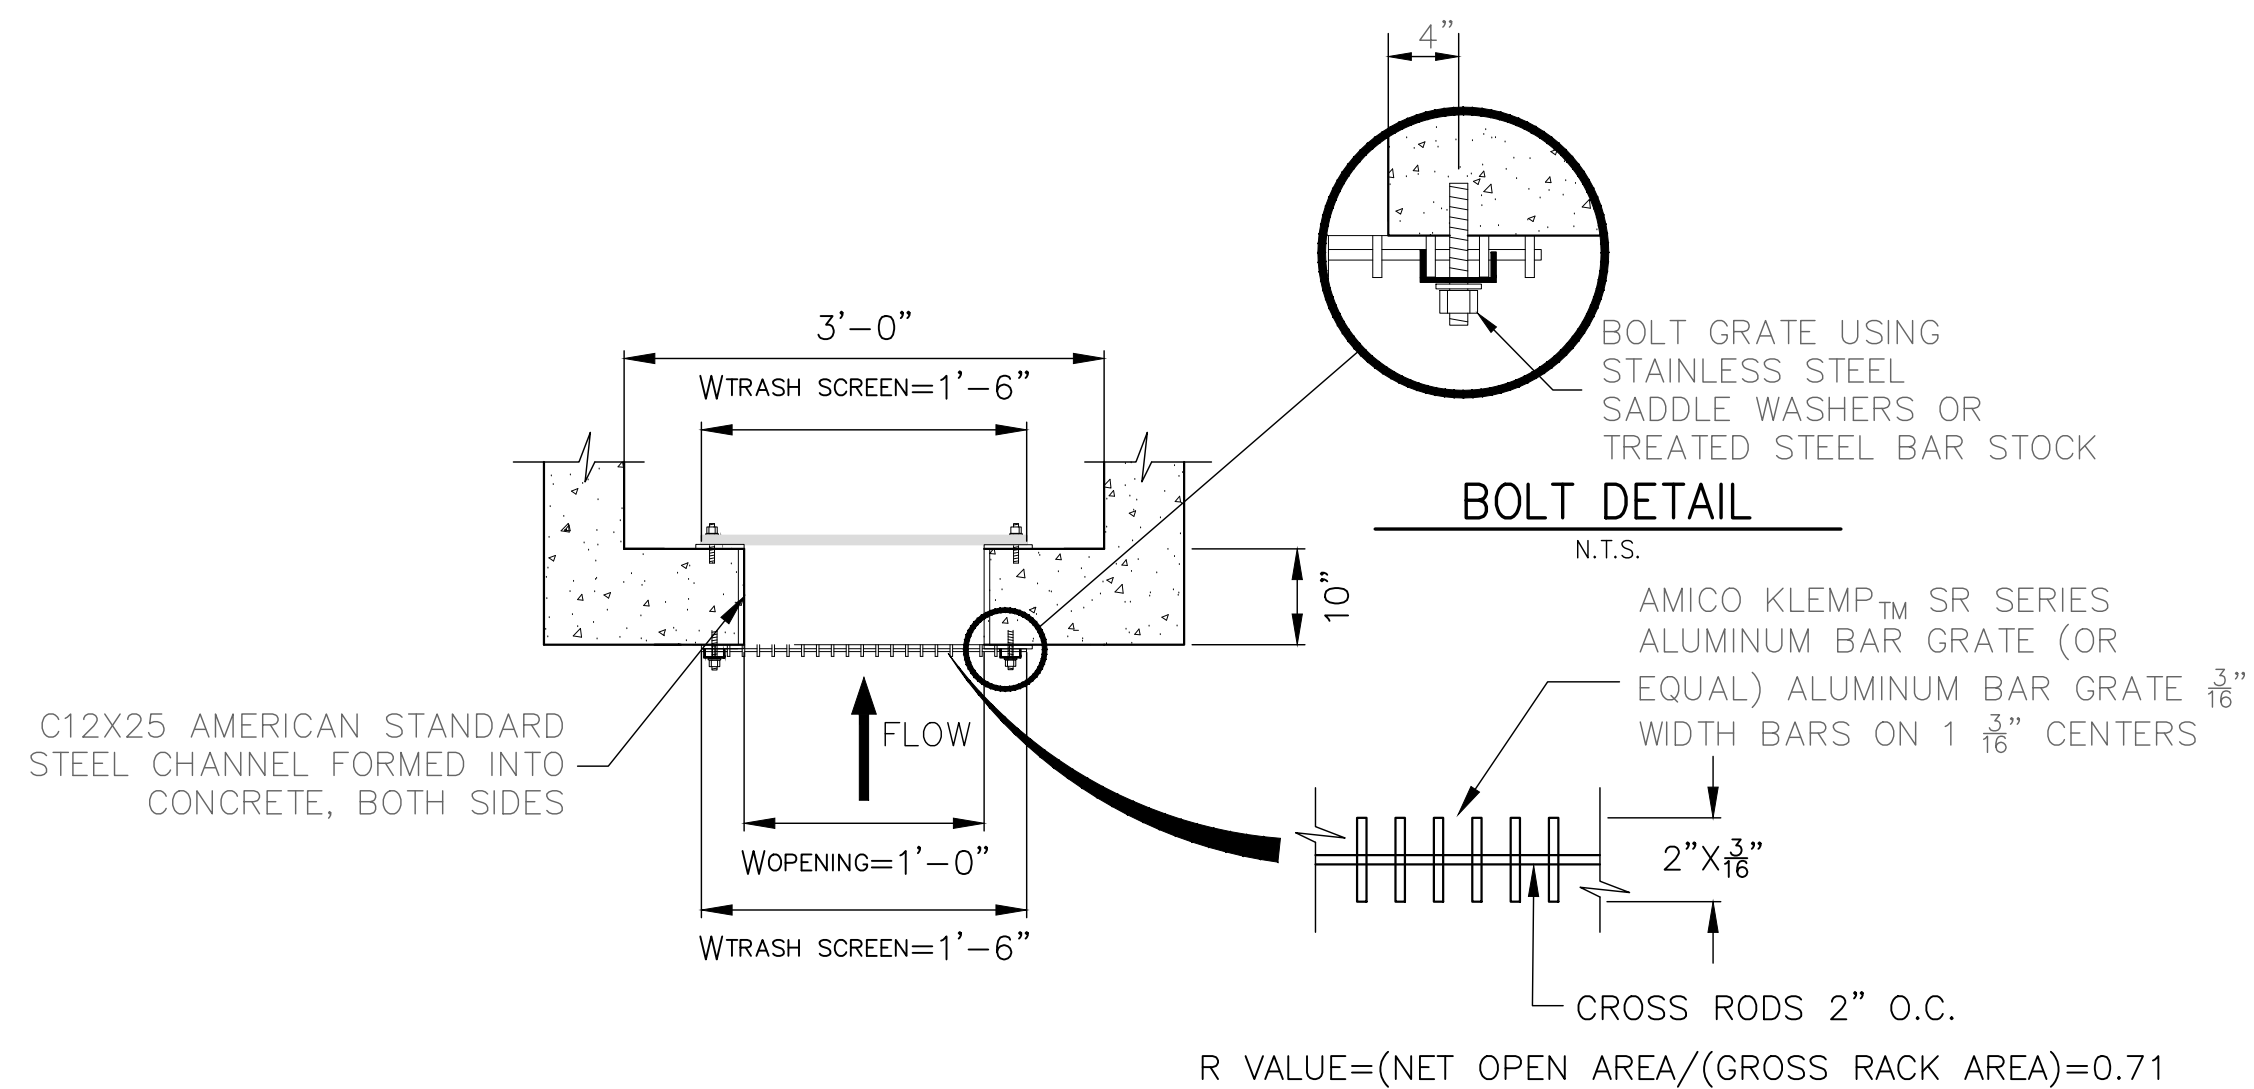 4”
BOLT GRATE USING
STAINLESS STEEL
SADDLE WASHERS OR
TREATED STEEL BAR STOCK
BOLT DETAIL
N.T.S.
3’-0”
WTRASH SCREEN=1’-6”
10”
AMICO KLEMP™ SR SERIES
ALUMINUM BAR GRATE (OR
EQUAL) ALUMINUM BAR GRATE 3/16”
WIDTH BARS ON 1 3/16” CENTERS
C12X25 AMERICAN STANDARD
STEEL CHANNEL FORMED INTO
CONCRETE, BOTH SIDES
FLOW
WOPENING=1’-0”
WTRASH SCREEN=1’-6”
2”X3/16”
CROSS RODS 2” O.C.
R VALUE=(NET OPEN AREA/(GROSS RACK AREA)=0.71